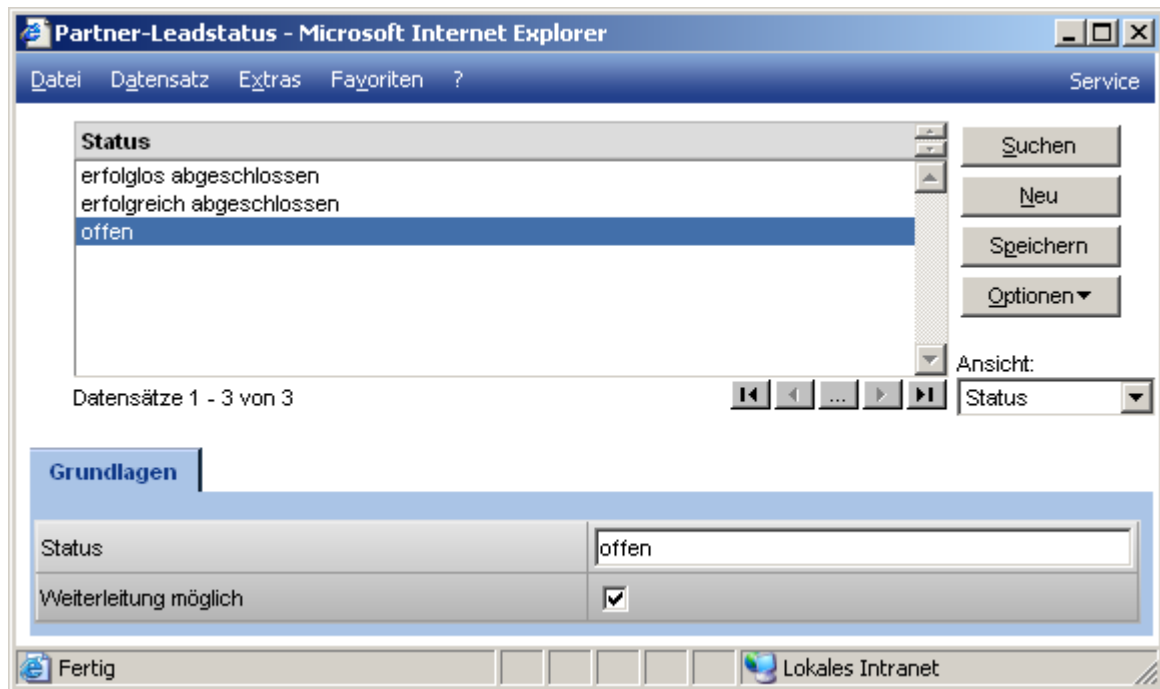 Partner-Leadstatus - Microsoft Internet Explorer
Datei Datensatz Extras Favoriten ? Service
Status
erfolglos abgeschlossen
erfolgreich abgeschlossen
offen
Suchen
Neu
Speichern
Optionen
Ansicht:
Status
Datensätze 1 - 3 von 3
...
Grundlagen
Status offen
Weiterleitung möglich
Fertig Lokales Intranet